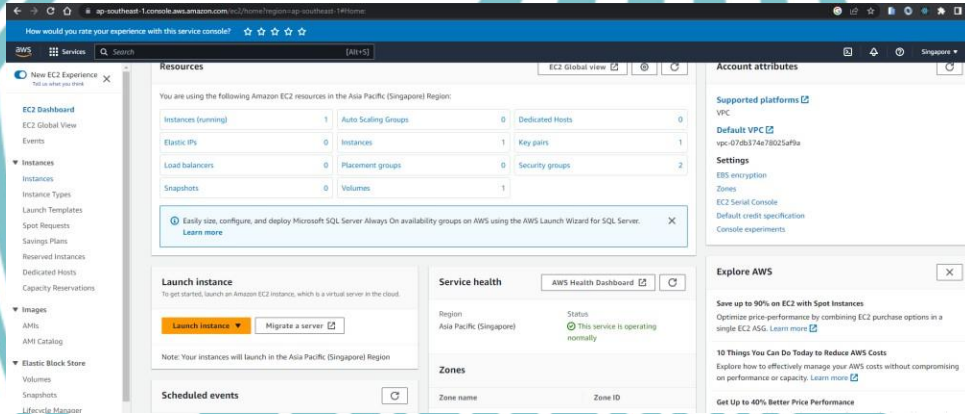 ap-southeast-1.console.aws.amazon.com/ec2/home?region=ap-southeast-1#Home:
How would you rate your experience with this service console?
aws
Services
Search
[Alt+S]
Singapore
New EC2 Experience
Tell us what you think
EC2 Dashboard
EC2 Global View
Events
Instances
Instances
Instance Types
Launch Templates
Spot Requests
Savings Plans
Reserved Instances
Dedicated Hosts
Capacity Reservations
Images
AMIs
AMI Catalog
Elastic Block Store
Volumes
Snapshots
Lifecycle Manager
Resources
EC2 Global view
You are using the following Amazon EC2 resources in the Asia Pacific (Singapore) Region:
Instances (running) 1 Auto Scaling Groups 0 Dedicated Hosts 0
Elastic IPs 0 Instances 1 Key pairs 1
Load balancers 0 Placement groups 0 Security groups 2
Snapshots 0 Volumes 1
Easily size, configure, and deploy Microsoft SQL Server Always On availability groups on AWS using the AWS Launch Wizard for SQL Server.
Learn more
Launch instance
To get started, launch an Amazon EC2 instance, which is a virtual server in the cloud.
Launch instance
Migrate a server
Note: Your instances will launch in the Asia Pacific (Singapore) Region
Scheduled events
Service health
AWS Health Dashboard
Region
Asia Pacific (Singapore)
Status
This service is operating
normally
Zones
Zone name Zone ID
Account attributes
Supported platforms
VPC
Default VPC
vpc-07db374e78025af9a
Settings
EBS encryption
Zones
EC2 Serial Console
Default credit specification
Console experiments
Explore AWS
Save up to 90% on EC2 with Spot Instances
Optimize price-performance by combining EC2 purchase options in a
single EC2 ASG. Learn more
10 Things You Can Do Today to Reduce AWS Costs
Explore how to effectively manage your AWS costs without compromising
on performance or capacity. Learn more
Get Up to 40% Better Price Performance